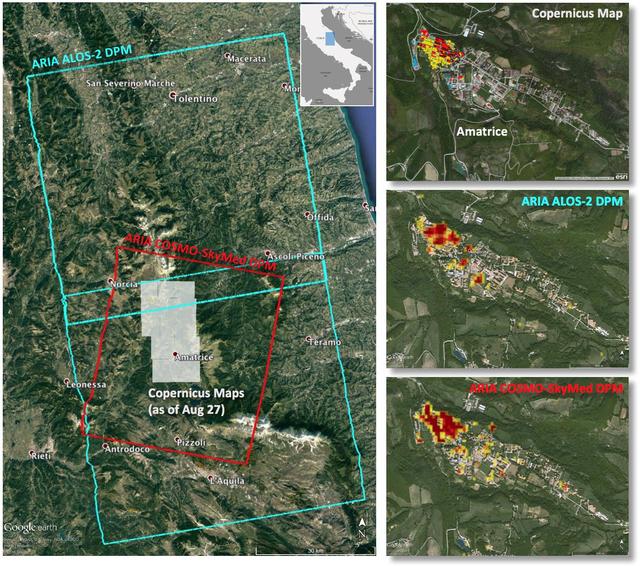 ARIA ALOS-2 DPM
Macerata
San Severino Marche
Tolentino
Offida
ARIA COSMO-SkyMed DPM
Ascoli Piceno
Norcia
Teramo
Amatrice
Leonessa
Copernicus Maps
(as of Aug 27)
Pizzoli
Antrodoco
Rieti
L'Aquila
Google earth
N
30 km
Copernicus Map
Amatrice
esri
ARIA ALOS-2 DPM
ARIA COSMO-SkyMed DPM